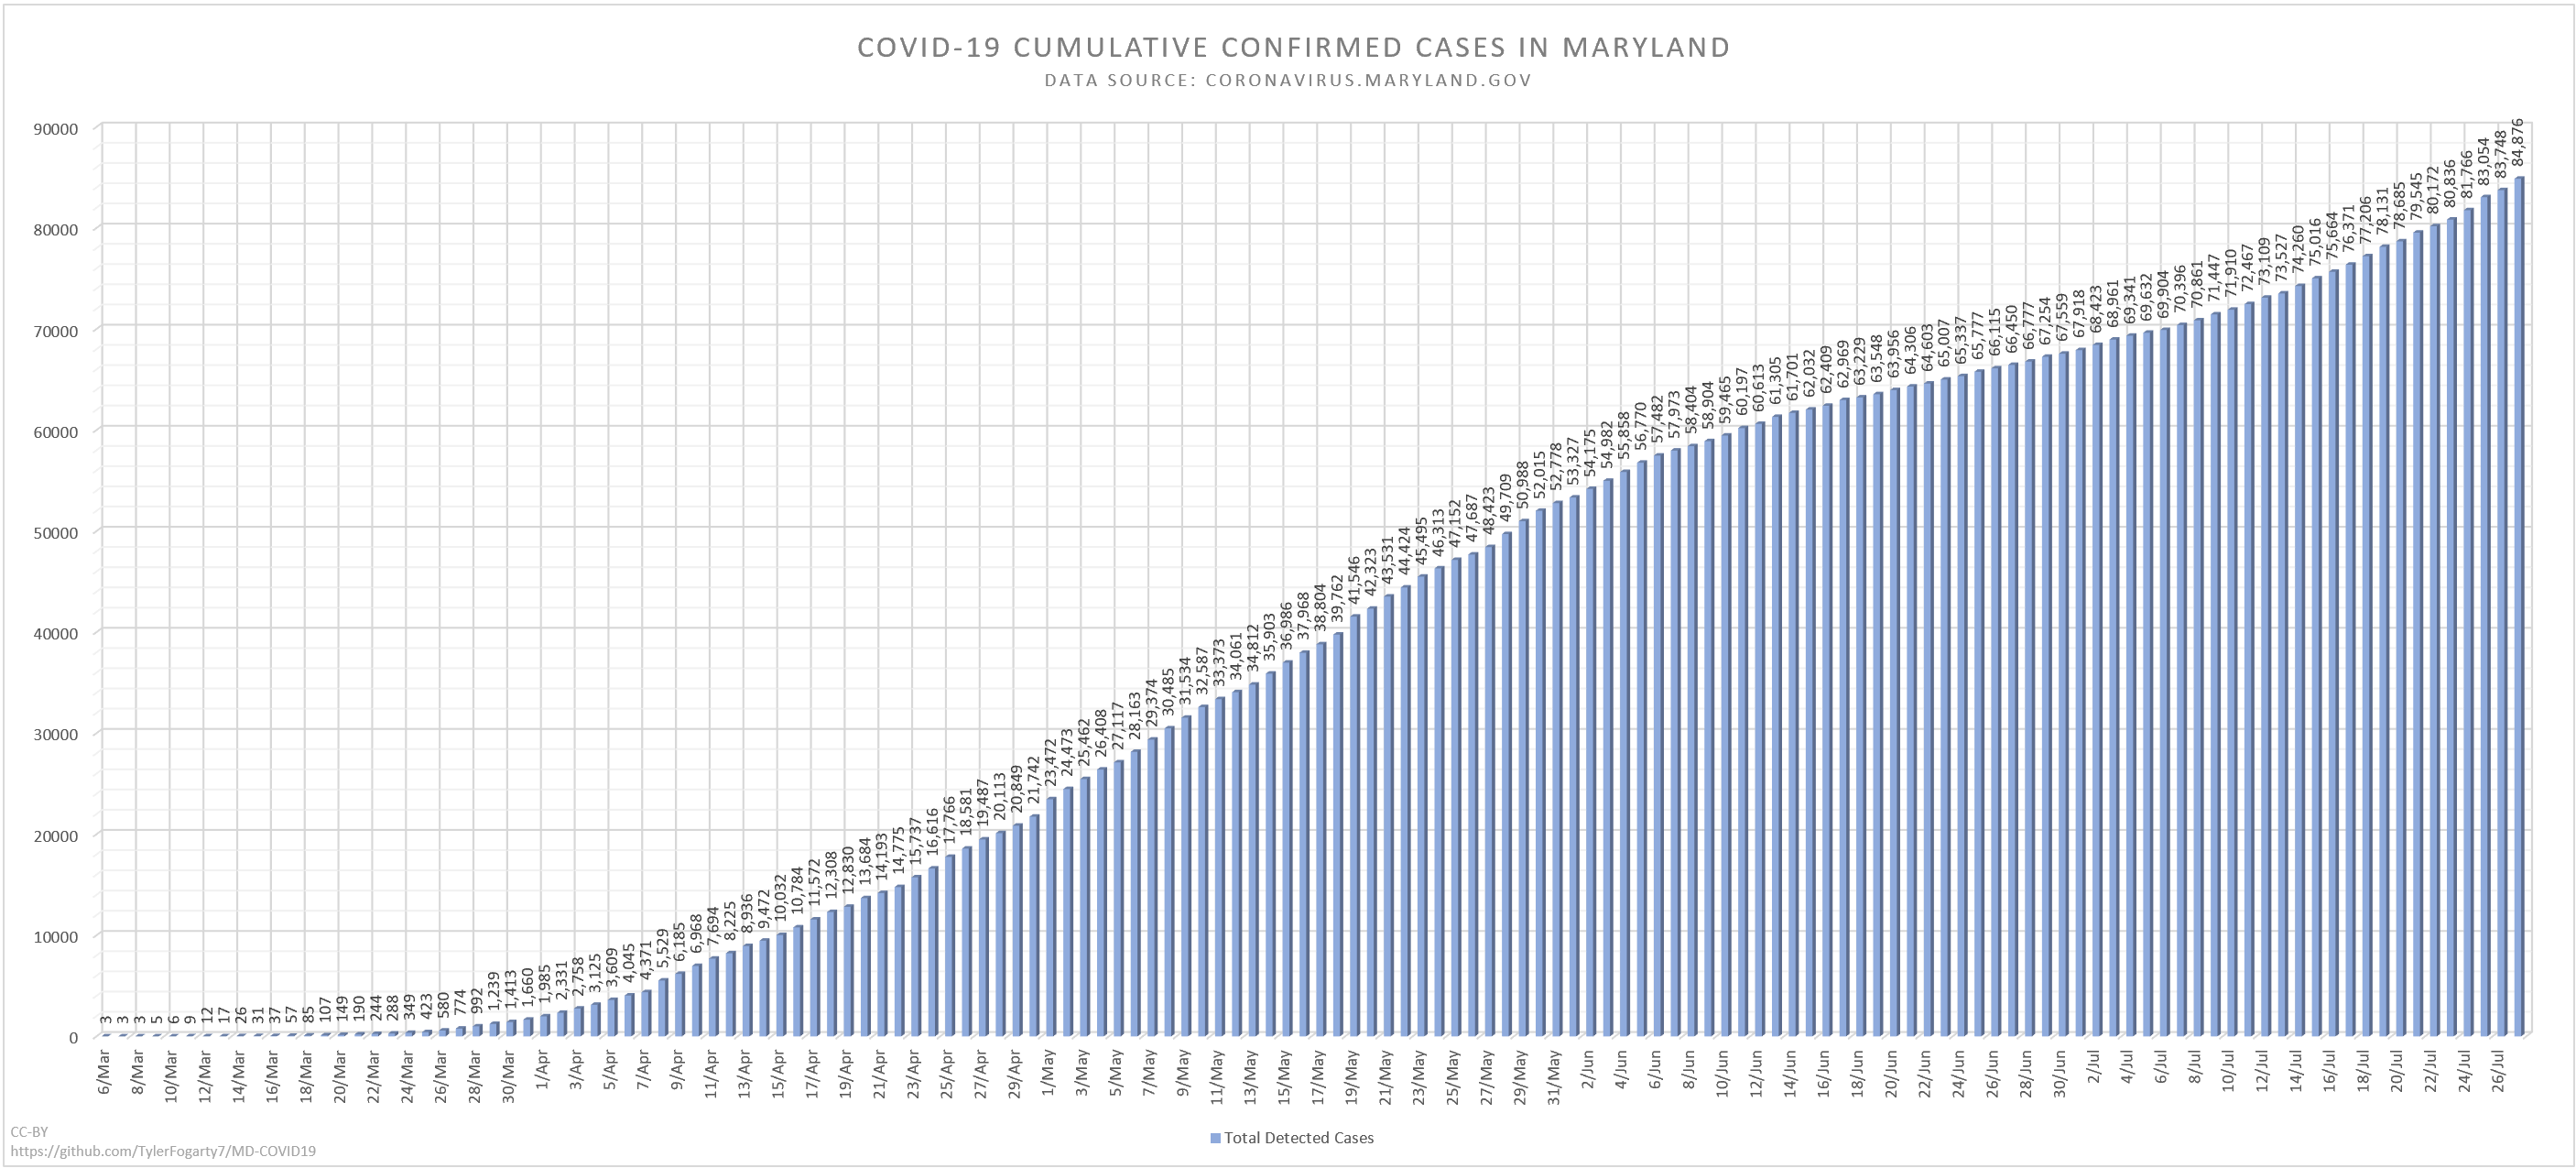 COVID-19 CUMULATIVE CONFIRMED CASES IN MARYLAND
DATA SOURCE: CORONAVIRUS.MARYLAND.GOV
90000
80000
70000
60000
50000
40000
30000
20000
10000
0
3 3 3 5 6 9 12 17 26 31 37 57 85 107 149 190 244 288 349 423 580 774 992 1,239 1,413 1,660 1,985 2,331 2,758 3,125 3,609 4,045 4,371 5,529 6,185 6,968 7,694 8,225 8,936 9,472 10,032 10,784 11,572 12,308 12,830 13,684 14,193 14,775 15,737 16,616 17,766 18,581 19,487 20,113 20,849 21,742 23,472 24,473 25,462 26,408 27,117 28,163 29,374 30,485 31,534 32,587 33,373 34,061 34,812 35,903 36,986 37,968 38,804 39,762 41,546 42,323 43,531 44,424 45,495 46,313 47,152 47,687 48,423 49,709 50,988 52,015 52,778 53,327 54,175 54,982 55,858 56,770 57,482 57,973 58,404 58,904 59,465 60,197 60,613 61,305 61,701 62,032 62,409 62,969 63,229 63,548 63,956 64,306 64,603 65,007 65,337 65,777 66,115 66,450 66,777 67,254 67,559 67,918 68,423 68,961 69,341 69,632 69,904 70,396 70,861 71,447 71,910 72,467 73,109 73,527 74,260 75,016 75,664 76,371 77,206 78,131 78,685 79,545 80,172 80,836 81,766 83,054 83,748 84,876
6/Mar 8/Mar 10/Mar 12/Mar 14/Mar 16/Mar 18/Mar 20/Mar 22/Mar 24/Mar 26/Mar 28/Mar 30/Mar 1/Apr 3/Apr 5/Apr 7/Apr 9/Apr 11/Apr 13/Apr 15/Apr 17/Apr 19/Apr 21/Apr 23/Apr 25/Apr 27/Apr 29/Apr 1/May 3/May 5/May 7/May 9/May 11/May 13/May 15/May 17/May 19/May 21/May 23/May 25/May 27/May 29/May 31/May 2/Jun 4/Jun 6/Jun 8/Jun 10/Jun 12/Jun 14/Jun 16/Jun 18/Jun 20/Jun 22/Jun 24/Jun 26/Jun 28/Jun 30/Jun 2/Jul 4/Jul 6/Jul 8/Jul 10/Jul 12/Jul 14/Jul 16/Jul 18/Jul 20/Jul 22/Jul 24/Jul 26/Jul
Total Detected Cases
CC-BY
https://github.com/TylerFogarty7/MD-COVID19